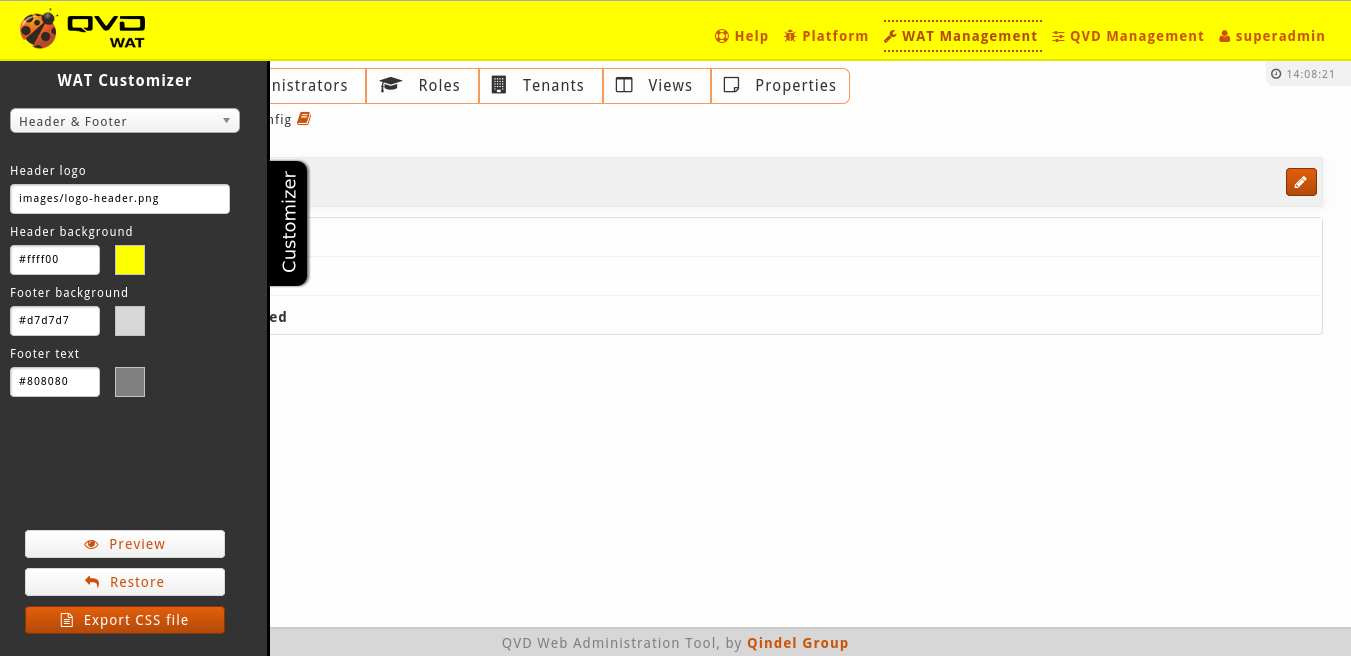 QVD
WAT
Help Platform WAT Management QVD Management superadmin
WAT Customizer
nistrators Roles Tenants Views Properties
14:08:21
Header & Footer
nfig
Header logo
images/logo-header.png
Customizer
Header background
#ffff00
Footer background
#d7d7d7
ed
Footer text
#808080
Preview
Restore
Export CSS file
QVD Web Administration Tool, by Qindel Group